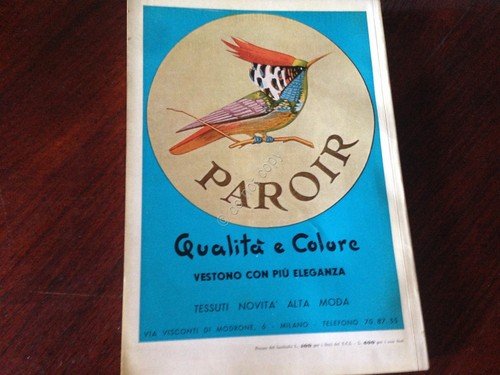 PAROIR
Qualità e Colore
VESTONO CON PIÙ ELEGANZA
TESSUTI NOVITA' ALTA MODA
VIA VISCONTI DI MODRONE, 6 - MILANO TELEFONO 70.87.55